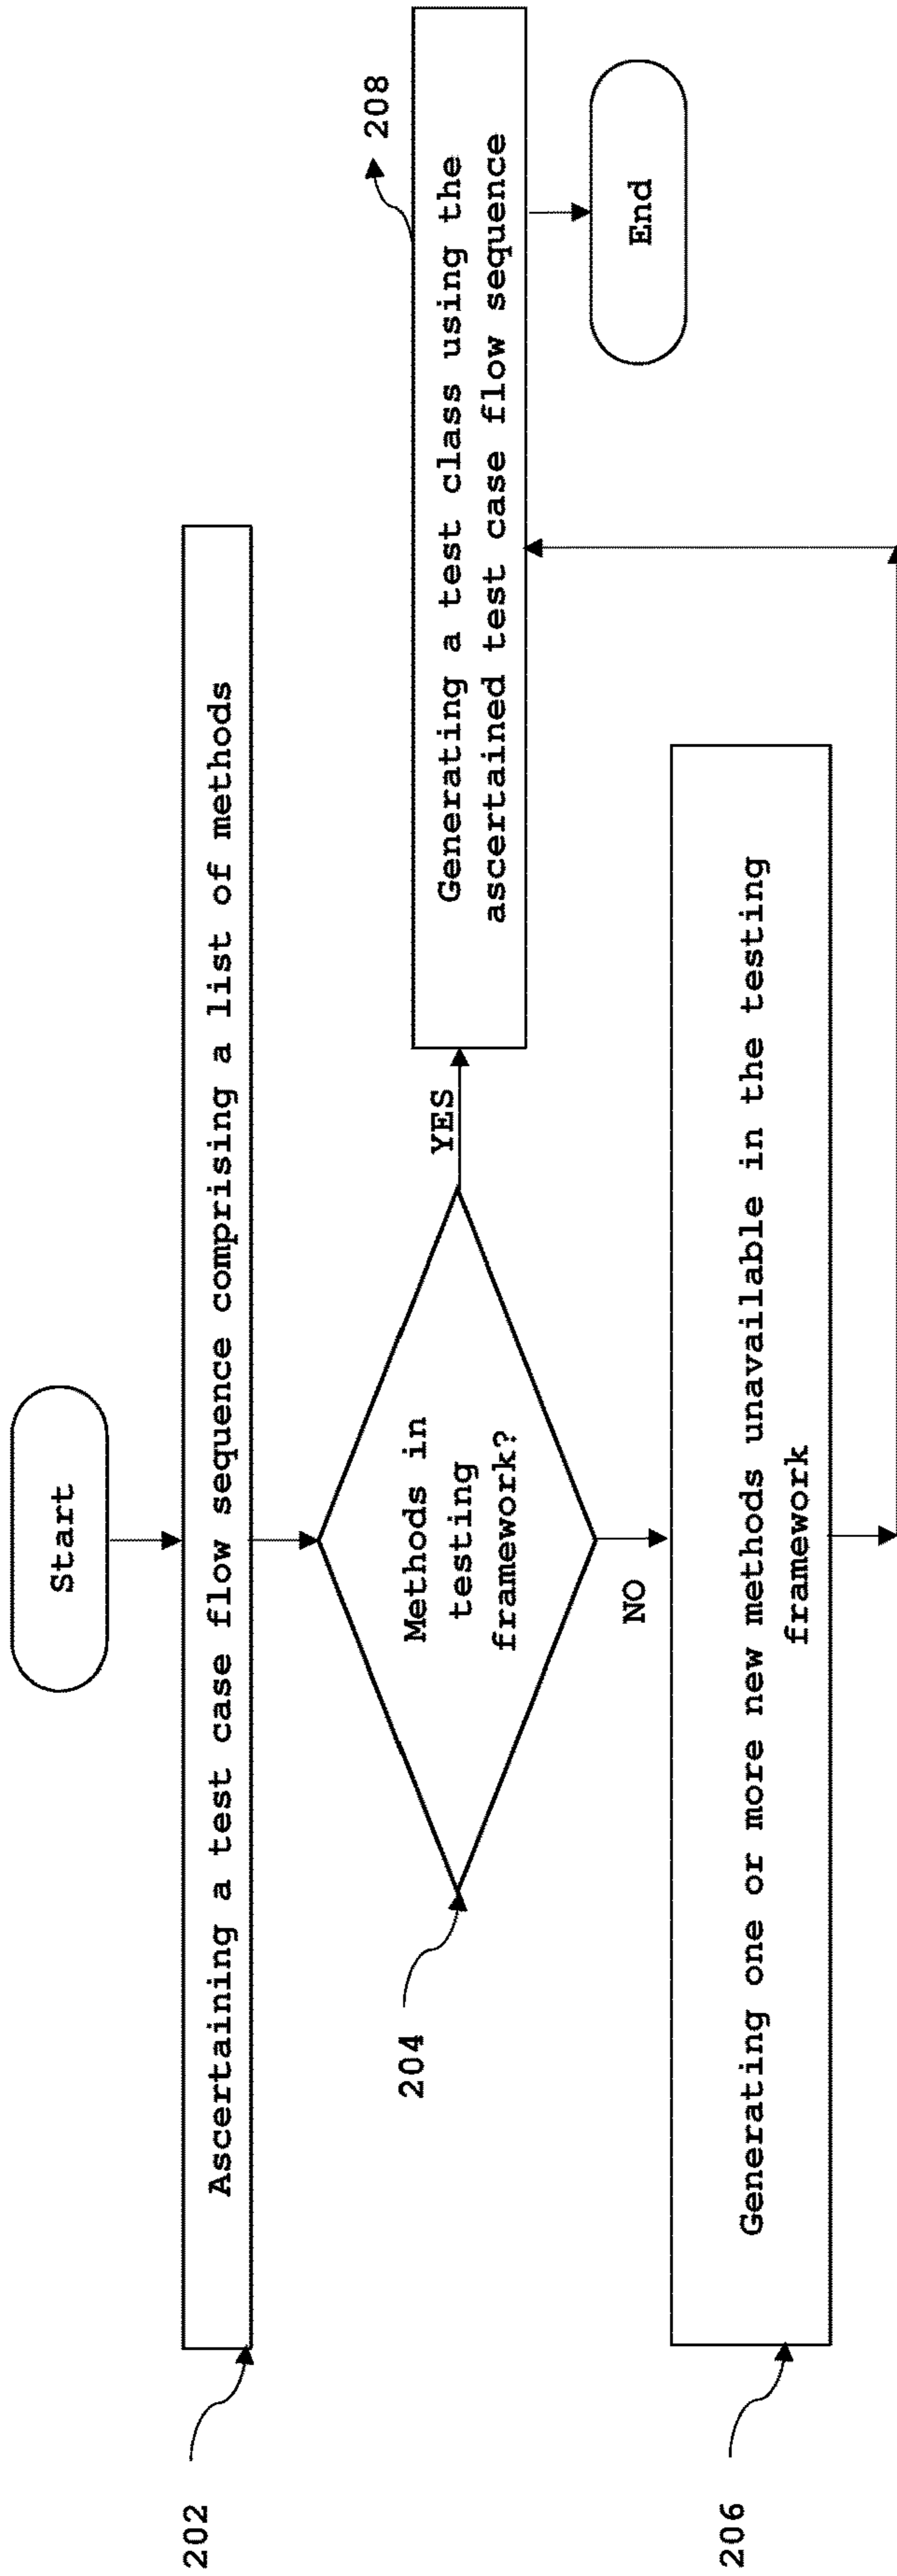 Start
202
Ascertaining a test case flow sequence comprising a list of methods
204
Methods in
testing
framework?
YES
208
Generating a test class using the
ascertained test case flow sequence
NO
End
206
Generating one or more new methods unavailable in the testing
framework